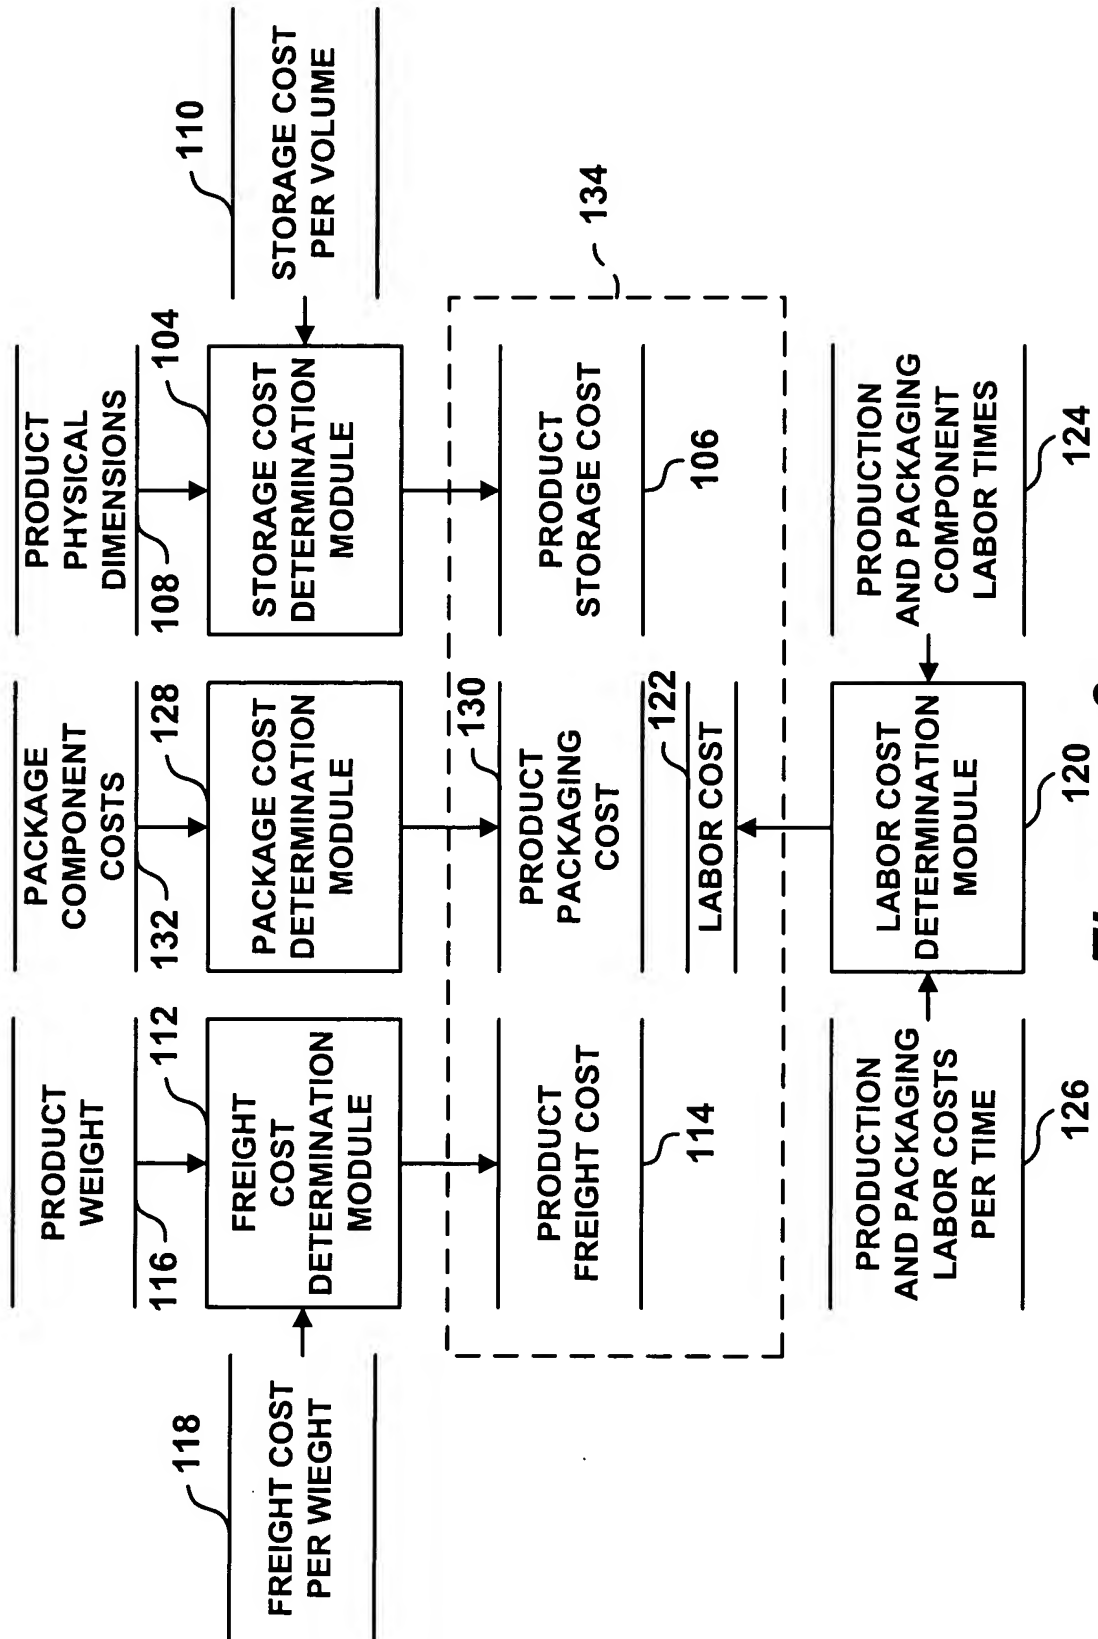 PRODUCT
WEIGHT
116
PACKAGE
COMPONENT
COSTS
132
PRODUCT
PHYSICAL
DIMENSIONS
108
118
FREIGHT COST
PER WIEGHT
112
FREIGHT
COST
DETERMINATION
MODULE
128
PACKAGE COST
DETERMINATION
MODULE
104
STORAGE COST
DETERMINATION
MODULE
110
STORAGE COST
PER VOLUME
134
PRODUCT
FREIGHT COST
114
130
PRODUCT
PACKAGING
COST
122
LABOR COST
PRODUCT
STORAGE COST
106
PRODUCTION
AND PACKAGING
LABOR COSTS
PER TIME
126
LABOR COST
DETERMINATION
MODULE
120
PRODUCTION
AND PACKAGING
COMPONENT
LABOR TIMES
124